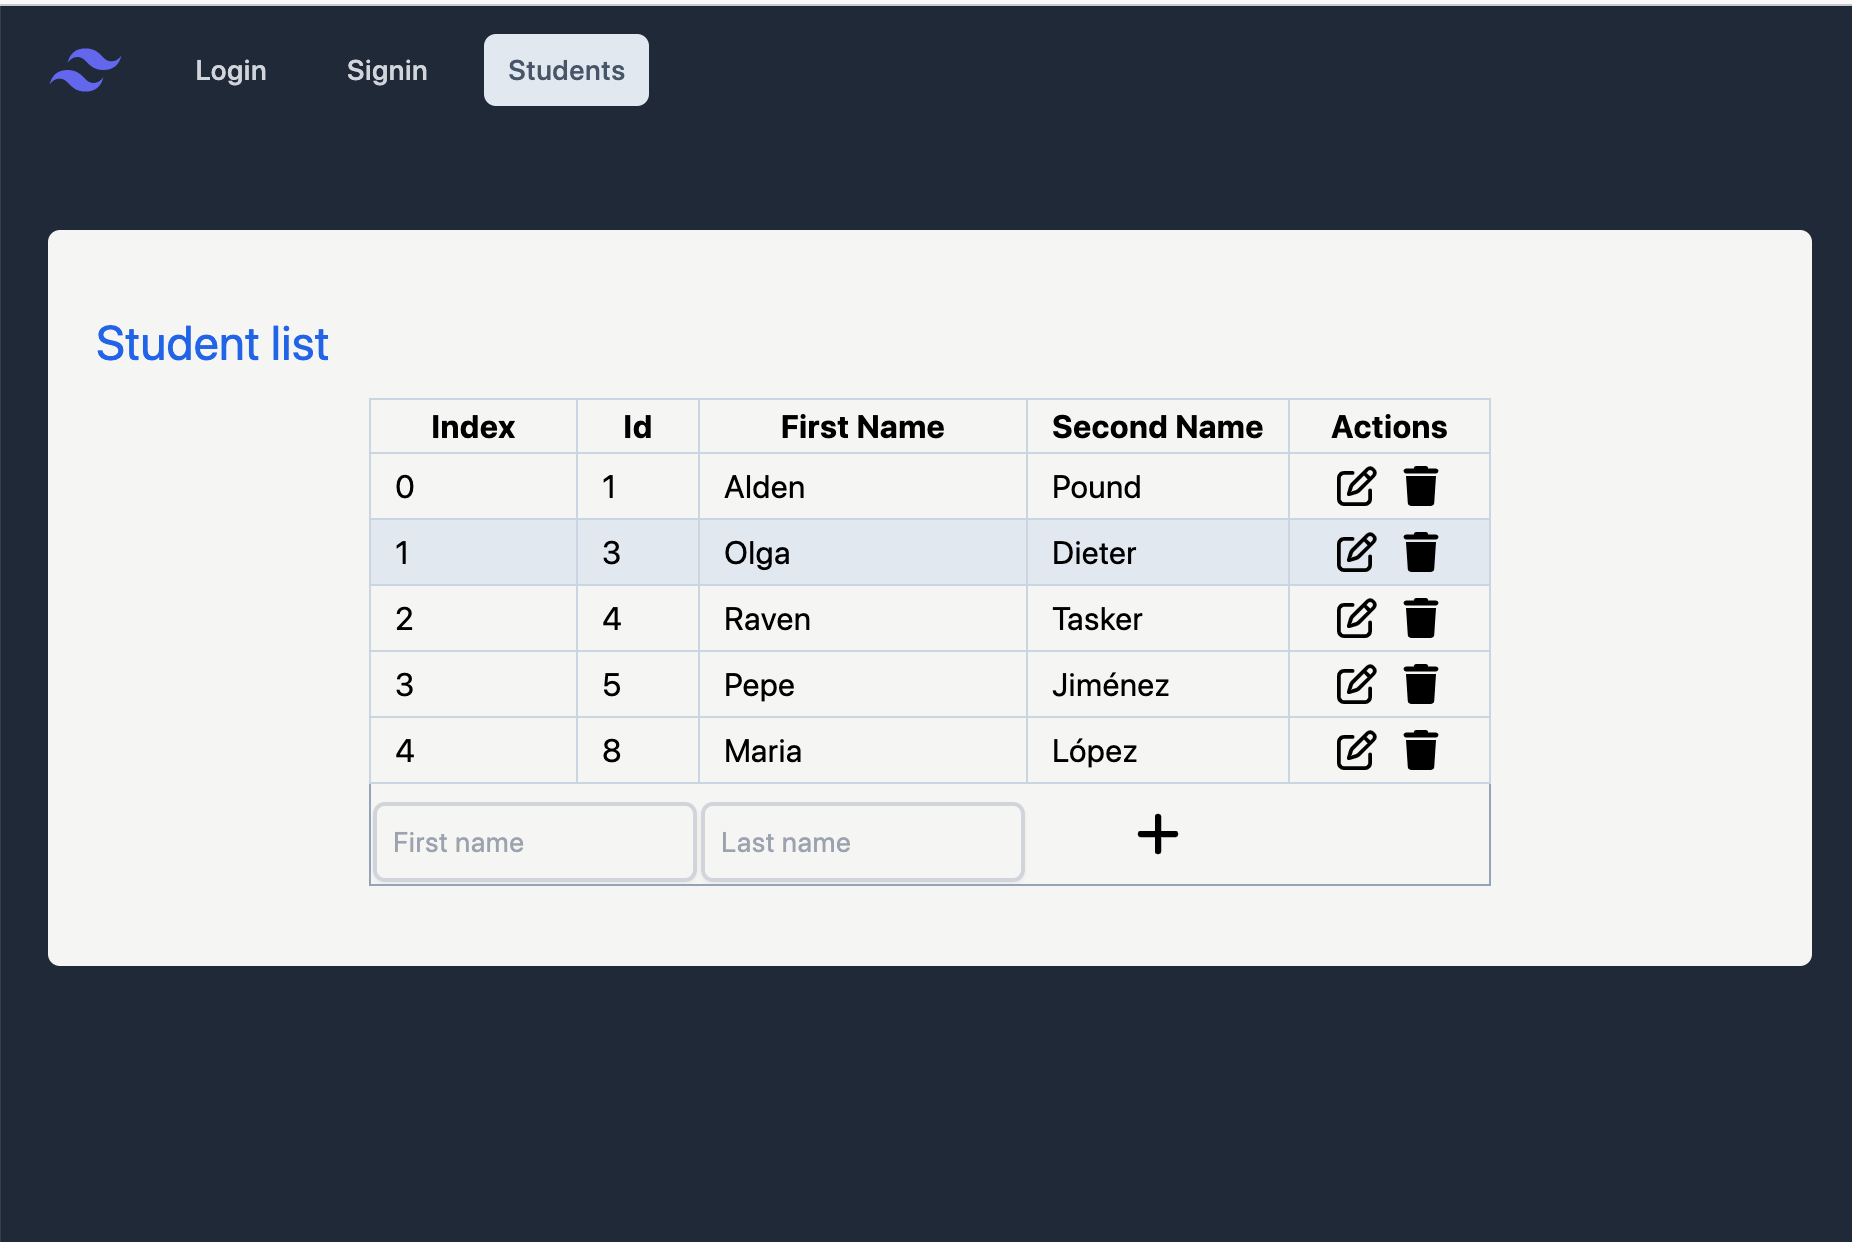 Login Signin Students
Student list
Index Id First Name Second Name Actions
0 1 Alden Pound
1 3 Olga Dieter
2 4 Raven Tasker
3 5 Pepe Jiménez
4 8 Maria López
First name Last name